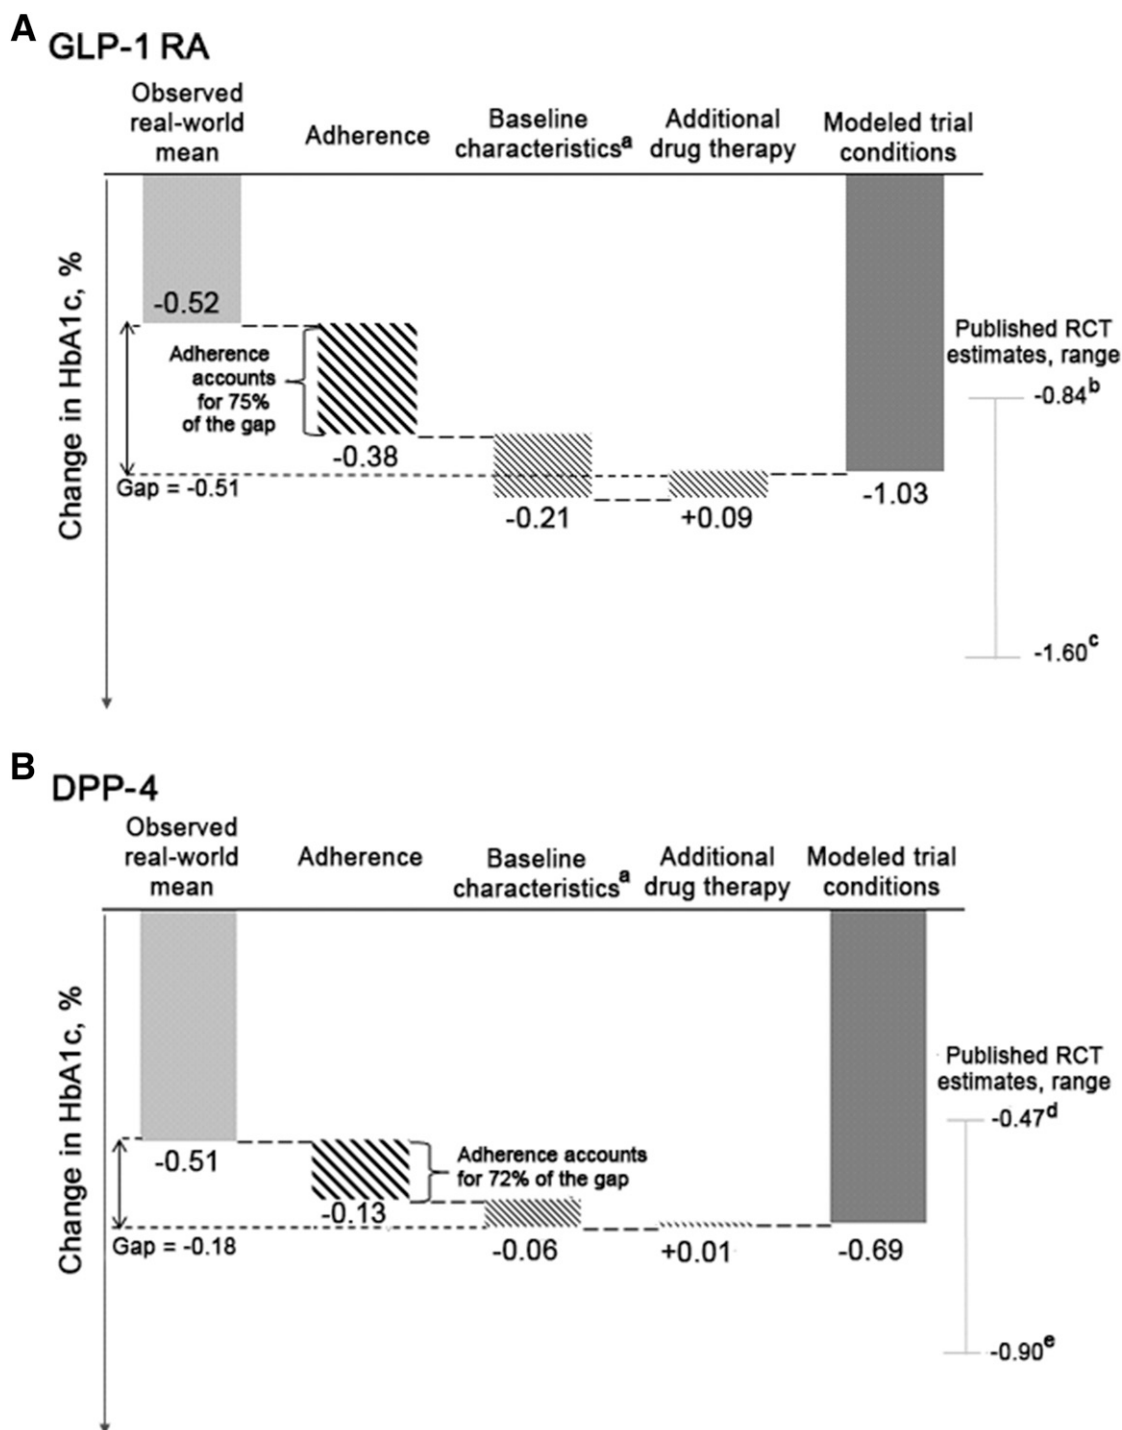 A
GLP-1 RA
Observed
real-world
mean
Adherence
Baseline
characteristicsa
Additional
drug therapy
Modeled trial
conditions
Change in HbA1c, %
-0.52
Adherence
accounts
for 75%
of the gap
-0.38
Gap = -0.51
-0.21
+0.09
-1.03
Published RCT
estimates, range
-0.84b
-1.60c
B
DPP-4
Observed
real-world
mean
Adherence
Baseline
characteristicsa
Additional
drug therapy
Modeled trial
conditions
Change in HbA1c, %
-0.51
Adherence accounts
for 72% of the gap
-0.13
Gap = -0.18
-0.06
+0.01
-0.69
Published RCT
estimates, range
-0.47d
-0.90e